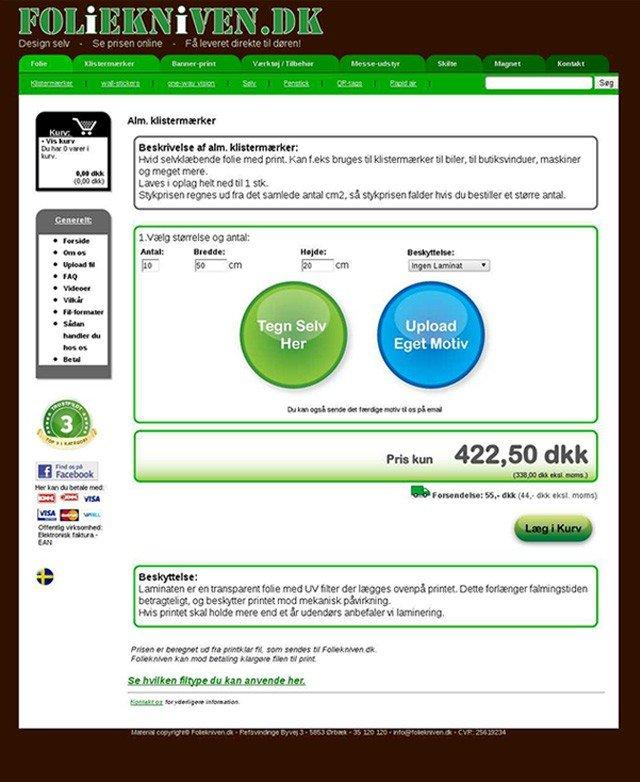 FOLiEKNiVEN.DK
Design selv - Se prisen online - Få leveret direkte til døren!
Folie Klistermærker Banner-print Værktøj / Tilbehør Messe-udstyr Skilte Magnet Kontakt
Klistermærker | wall-stickers | one-way vision | Sølv | Penstick | QR-tags | Rapid air | Søg
Kurv:
• Vis kurv
Du har 0 varer i
kurv.
0,00 dkk
(0,00 dkk)
Generelt:
• Forside
• Om os
• Upload fil
• FAQ
• Videoer
• Vilkår
• Fil-formater
• Sådan
handler du
hos os
• Betal
TRUSTPILOT
3
TOP 3 I KATEGORI
Find os på
Facebook
Her kan du betale med:
VISA
VISA MasterCard
Offentlig virksomhed:
Elektronisk faktura -
EAN
Alm. klistermærker
Beskrivelse af alm. klistermærker:
Hvid selvklæbende folie med print. Kan f.eks bruges til klistermærker til biler, til butiksvinduer, maskiner
og meget mere.
Laves i oplag helt ned til 1 stk.
Stykprisen regnes ud fra det samlede antal cm2, så stykprisen falder hvis du bestiller et større antal.
1.Vælg størrelse og antal:
Antal: Bredde: Højde: Beskyttelse:
10 50 cm 20 cm Ingen Laminat
Tegn Selv
Her
Upload
Eget Motiv
Du kan også sende det færdige motiv til os på email
Pris kun 422,50 dkk
(338,00 dkk eksl. moms.)
Forsendelse: 55,- dkk (44,- dkk eksl. moms)
Læg i Kurv
Beskyttelse:
Laminaten er en transparent folie med UV filter der lægges ovenpå printet. Dette forlænger falmingstiden
betragteligt, og beskytter printet mod mekanisk påvirkning.
Hvis printet skal holde mere end et år udendørs anbefaler vi laminering.
Prisen er beregnet ud fra printklar fil, som sendes til Foliekniven.dk.
Foliekniven kan mod betaling klargøre filen til print.
Se hvilken filtype du kan anvende her.
Kontakt os for yderligere information.
Material copyright© Foliekniven.dk - Refsvindinge Byvej 3 - 5853 Ørbæk - 35 120 120 - info@foliekniven.dk - CVR: 25619234